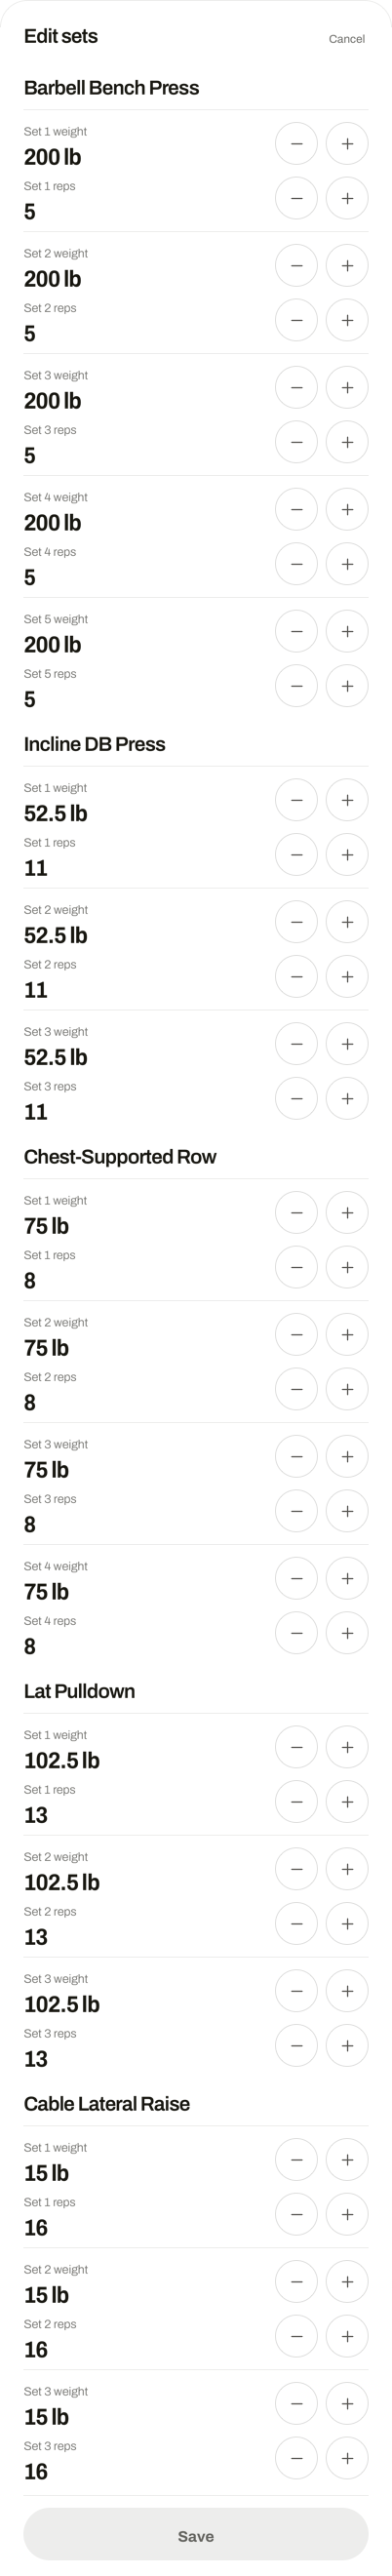 Edit sets
Cancel
Barbell Bench Press
Set 1 weight
200 lb
Set 1 reps
5
Set 2 weight
200 lb
Set 2 reps
5
Set 3 weight
200 lb
Set 3 reps
5
Set 4 weight
200 lb
Set 4 reps
5
Set 5 weight
200 lb
Set 5 reps
5
Incline DB Press
Set 1 weight
52.5 lb
Set 1 reps
11
Set 2 weight
52.5 lb
Set 2 reps
11
Set 3 weight
52.5 lb
Set 3 reps
11
Chest-Supported Row
Set 1 weight
75 lb
Set 1 reps
8
Set 2 weight
75 lb
Set 2 reps
8
Set 3 weight
75 lb
Set 3 reps
8
Set 4 weight
75 lb
Set 4 reps
8
Lat Pulldown
Set 1 weight
102.5 lb
Set 1 reps
13
Set 2 weight
102.5 lb
Set 2 reps
13
Set 3 weight
102.5 lb
Set 3 reps
13
Cable Lateral Raise
Set 1 weight
15 lb
Set 1 reps
16
Set 2 weight
15 lb
Set 2 reps
16
Set 3 weight
15 lb
Set 3 reps
16
Save